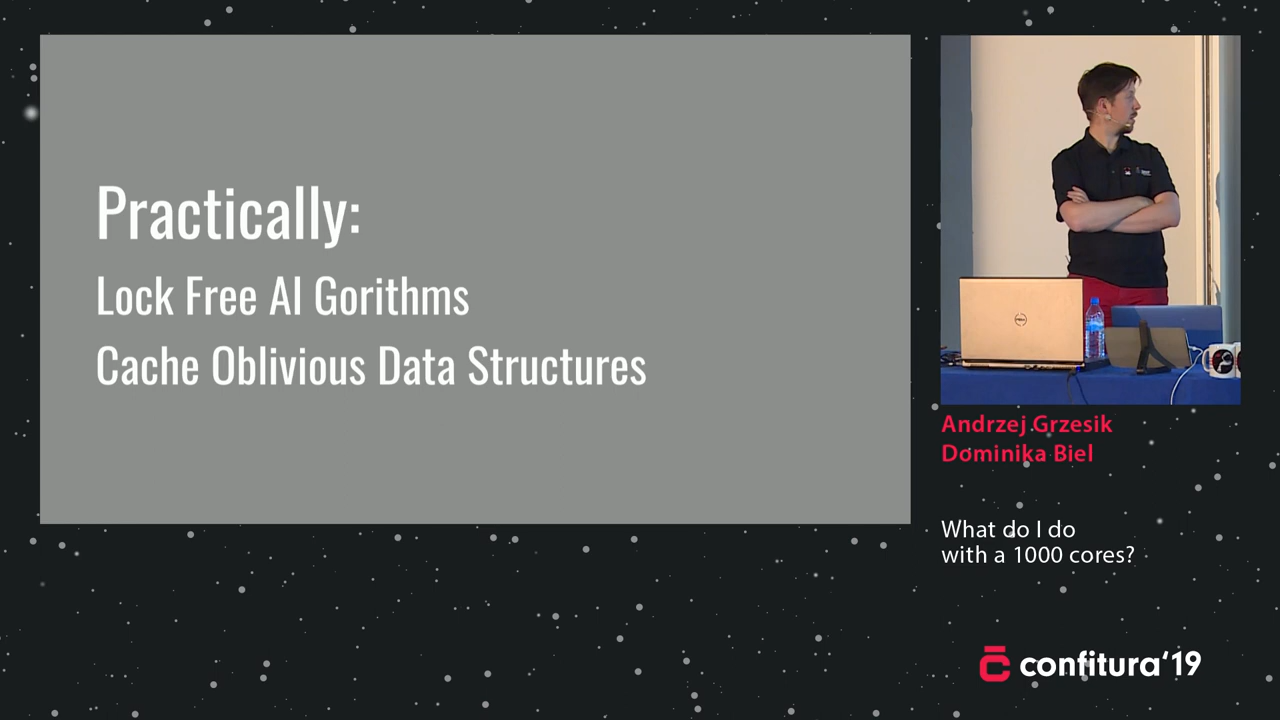 Practically:
Lock Free AI Gorithms
Cache Oblivious Data Structures
Andrzej Grzesik
Dominika Biel
What do I do
with a 1000 cores?
confitura‘19